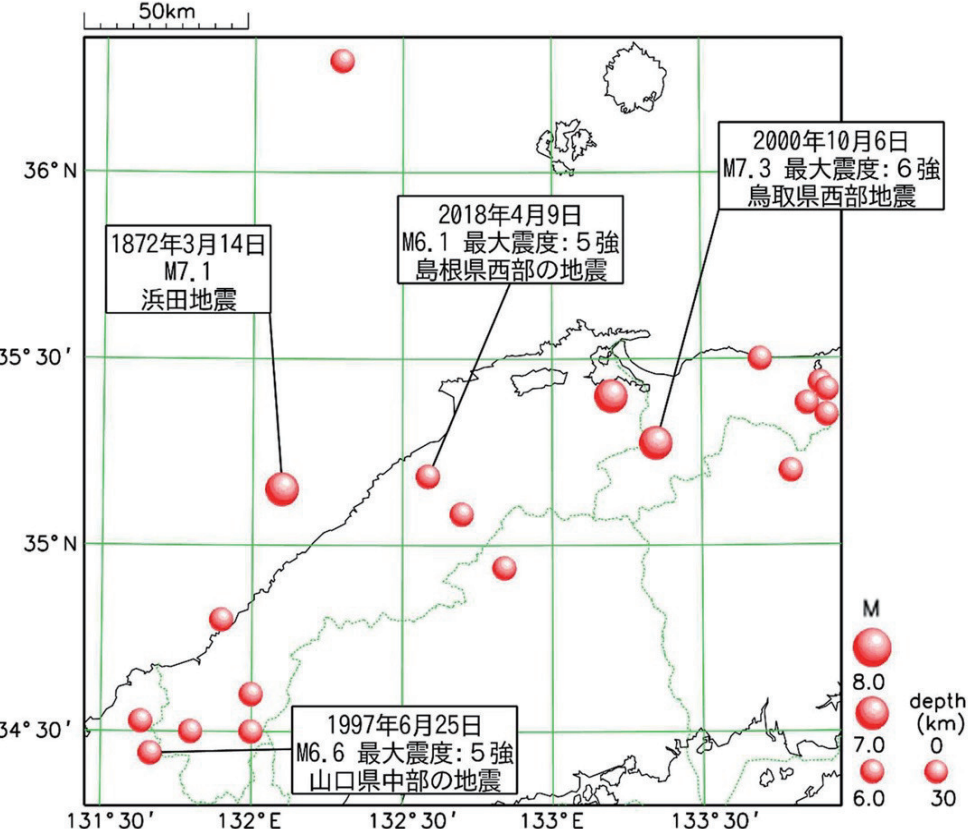 50km
36°N
35°30′
35°N
34°30′
131°30′
132°E
132°30′
133°E
133°30′
1872年3月14日
M7.1
浜田地震
2018年4月9日
M6.1 最大震度:5強
島根県西部の地震
2000年10月6日
M7.3 最大震度:6強
鳥取県西部地震
1997年6月25日
M6.6 最大震度:5強
山口県中部の地震
M
8.0
7.0
6.0
depth
(km)
0
30